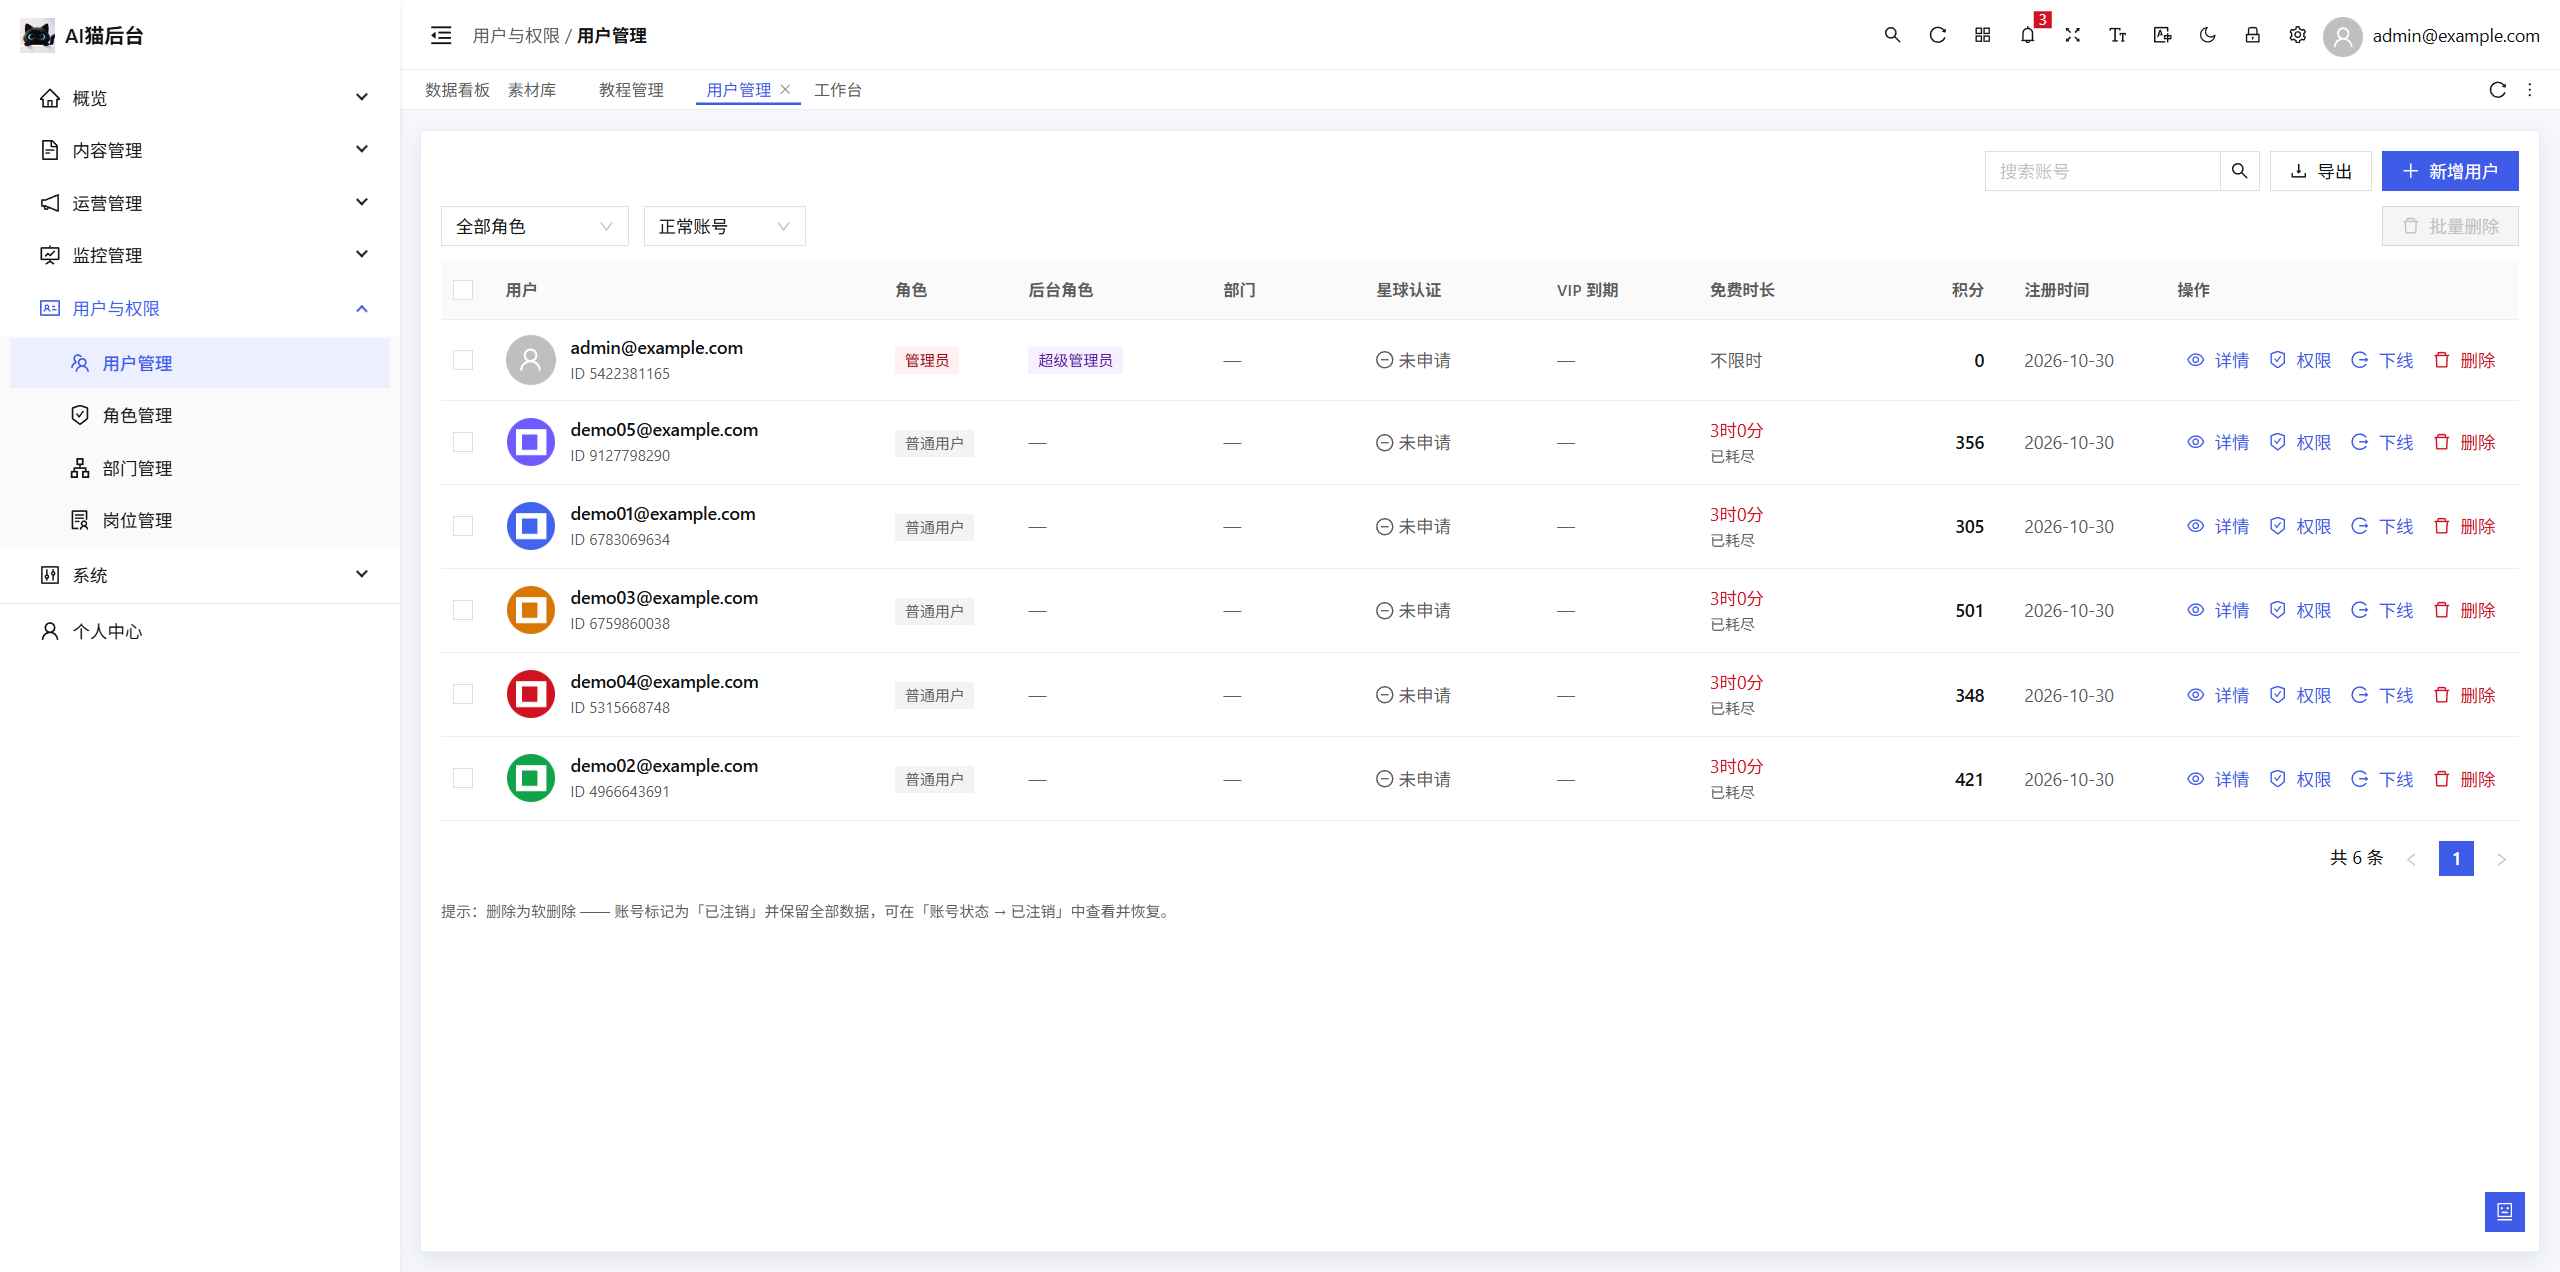 AI猫后台
用户与权限 / 用户管理
3
admin@example.com
概览
内容管理
运营管理
监控管理
用户与权限
用户管理
角色管理
部门管理
岗位管理
系统
个人中心
数据看板 素材库 教程管理 用户管理 工作台
搜索账号 导出 新增用户
全部角色 正常账号 批量删除
用户 角色 后台角色 部门 星球认证 VIP 到期 免费时长 积分 注册时间 操作
admin@example.com
ID 5422381165
管理员 超级管理员 — 未申请 — 不限时 0 2026-10-30 详情 权限 下线 删除
demo05@example.com
ID 9127798290
普通用户 — — 未申请 — 3时0分 356 2026-10-30 详情 权限 下线 删除
已耗尽
demo01@example.com
ID 6783069634
普通用户 — — 未申请 — 3时0分 305 2026-10-30 详情 权限 下线 删除
已耗尽
demo03@example.com
ID 6759860038
普通用户 — — 未申请 — 3时0分 501 2026-10-30 详情 权限 下线 删除
已耗尽
demo04@example.com
ID 5315668748
普通用户 — — 未申请 — 3时0分 348 2026-10-30 详情 权限 下线 删除
已耗尽
demo02@example.com
ID 4966643691
普通用户 — — 未申请 — 3时0分 421 2026-10-30 详情 权限 下线 删除
已耗尽
共 6 条 1
提示：删除为软删除 —— 账号标记为「已注销」并保留全部数据，可在「账号状态 → 已注销」中查看并恢复。